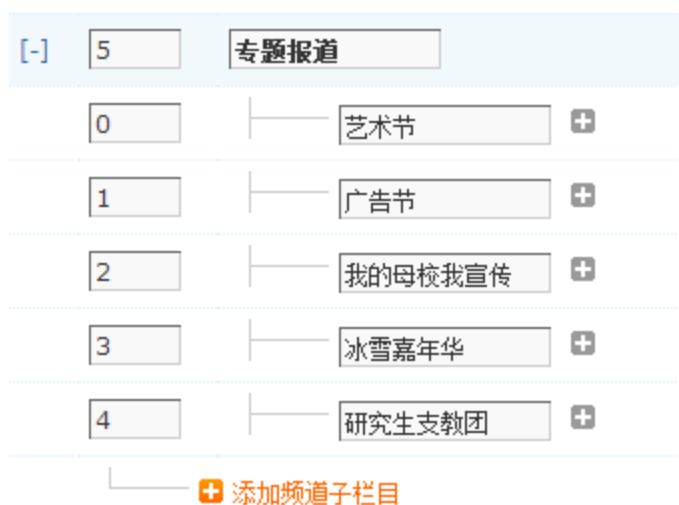 [-] 5 专题报道
0 艺术节
1 广告节
2 我的母校我宣传
3 冰雪嘉年华
4 研究生支教团
添加频道子栏目